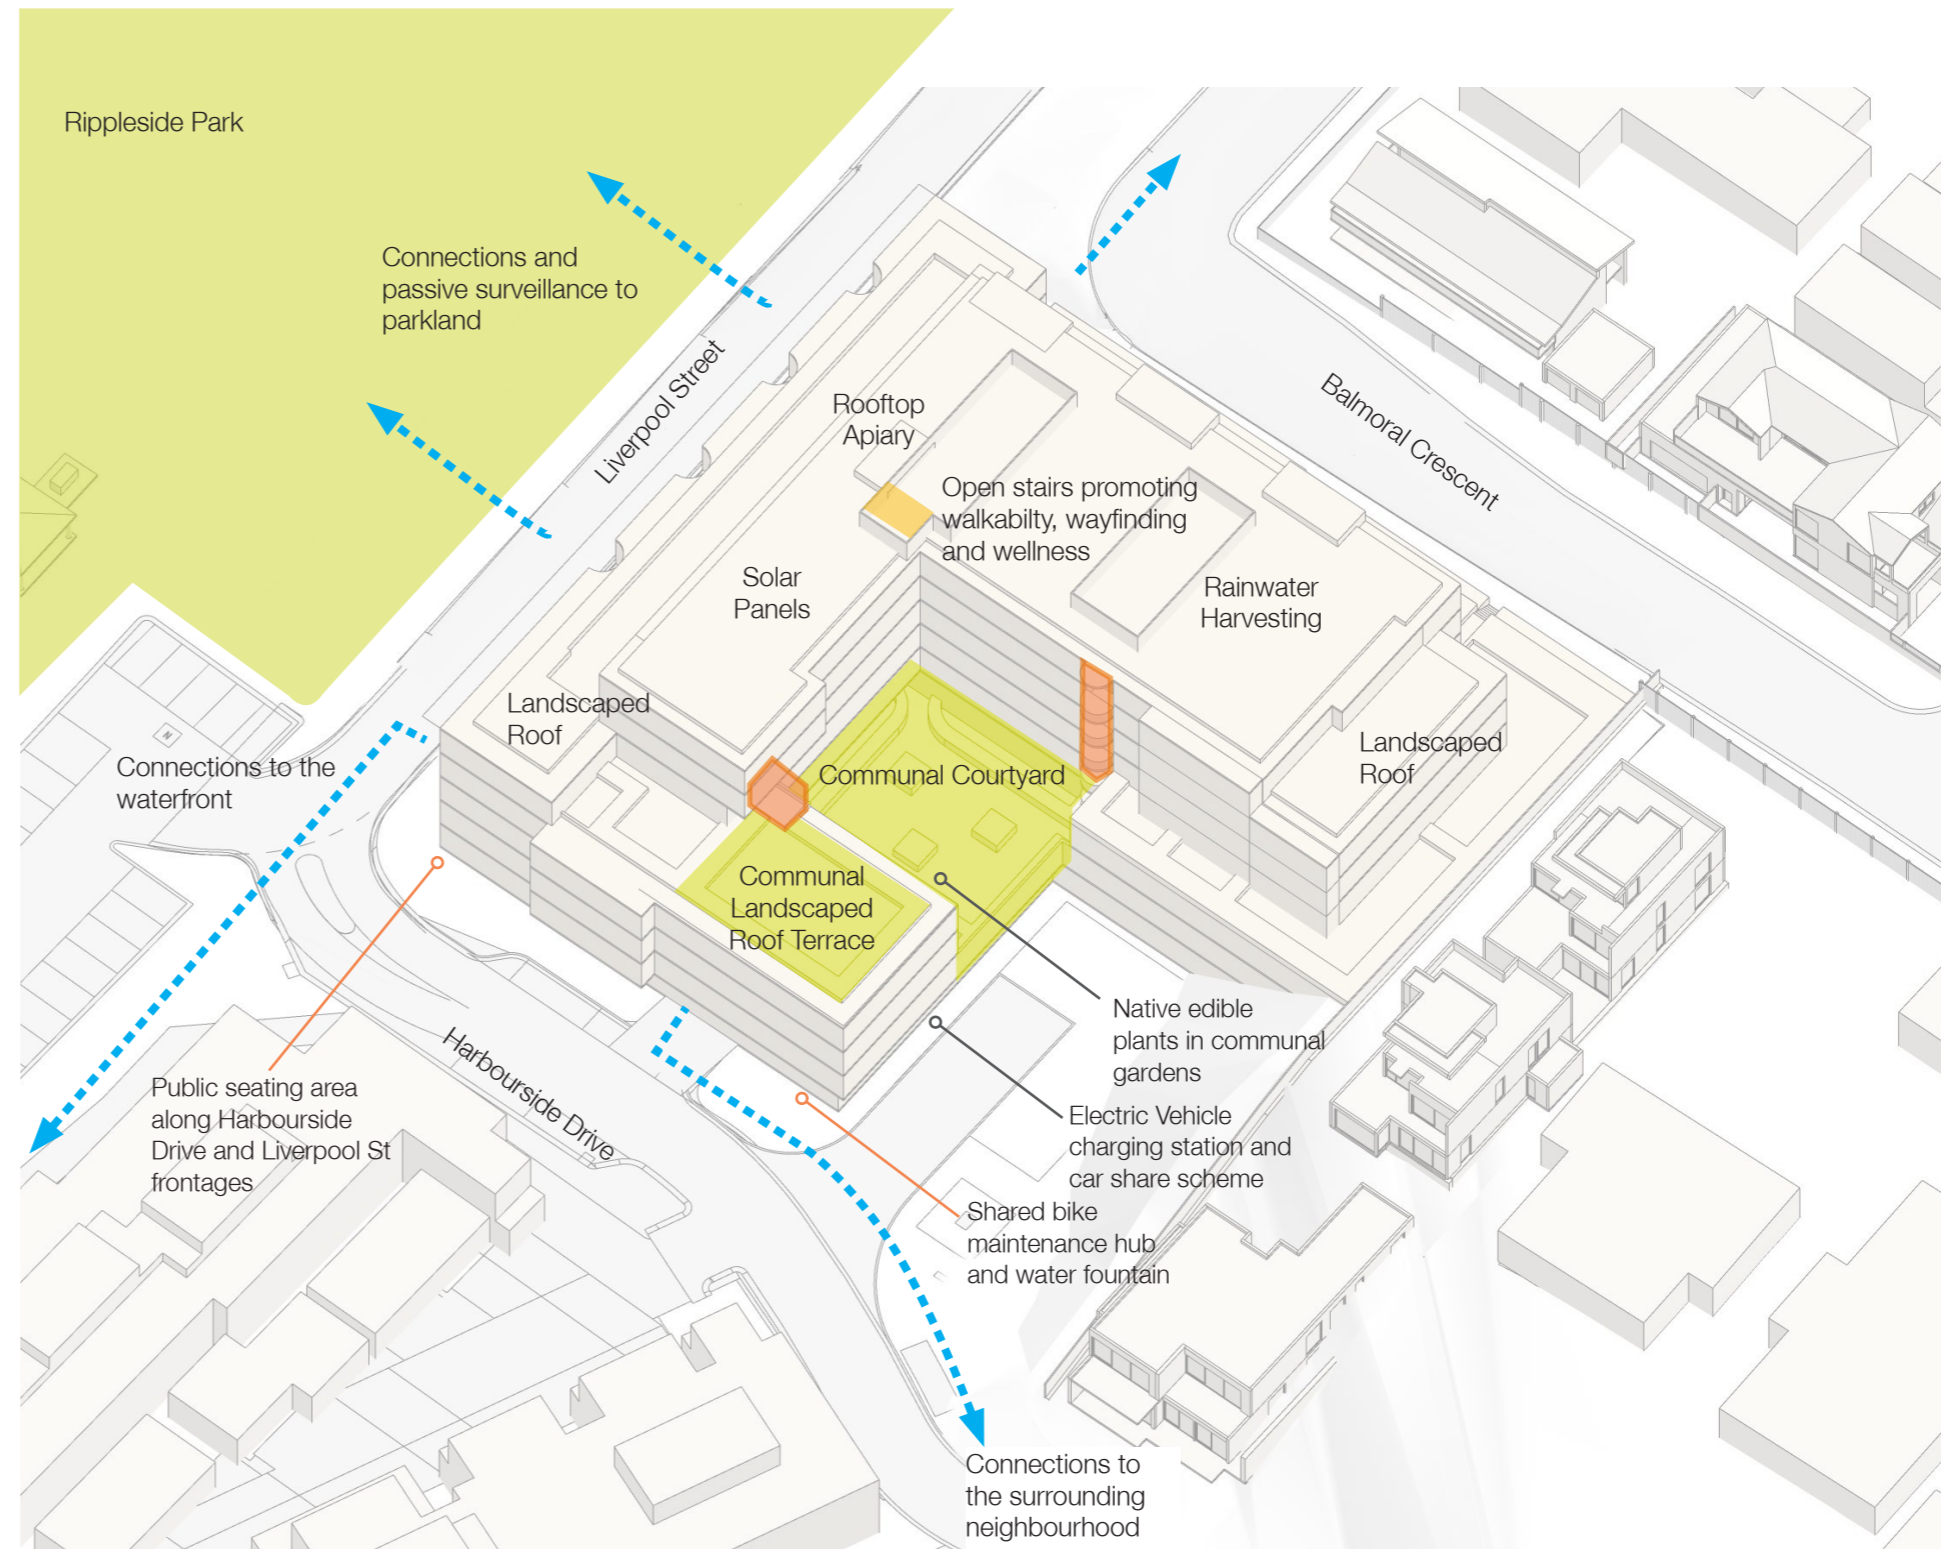 Rippleside Park
Connections and
passive surveillance to
parkland
Liverpool Street
Balmoral Crescent
Rooftop
Apiary
Open stairs promoting
walkabilty, wayfinding
and wellness
Solar
Panels
Rainwater
Harvesting
Landscaped
Roof
Landscaped
Roof
Connections to the
waterfront
Communal Courtyard
Communal
Landscaped
Roof Terrace
Native edible
plants in communal
gardens
Harbourside Drive
Public seating area
along Harbourside
Drive and Liverpool St
frontages
Electric Vehicle
charging station and
car share scheme
Shared bike
maintenance hub
and water fountain
Connections to
the surrounding
neighbourhood